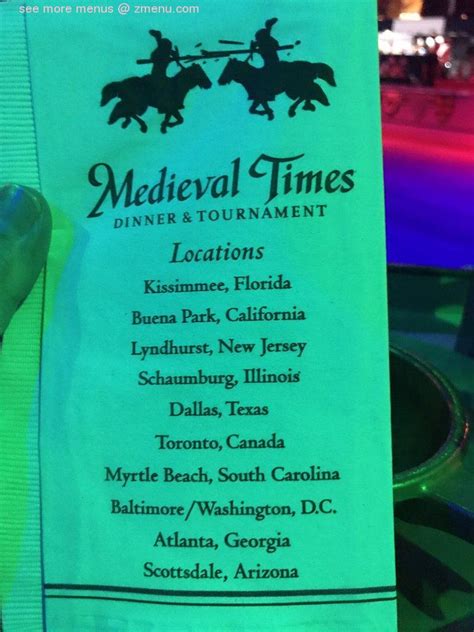 see more menus @ zmenu.com
Medieval Times
DINNER & TOURNAMENT
Locations
Kissimmee, Florida
Buena Park, California
Lyndhurst, New Jersey
Schaumburg, Illinois
Dallas, Texas
Toronto, Canada
Myrtle Beach, South Carolina
Baltimore/Washington, D.C.
Atlanta, Georgia
Scottsdale, Arizona